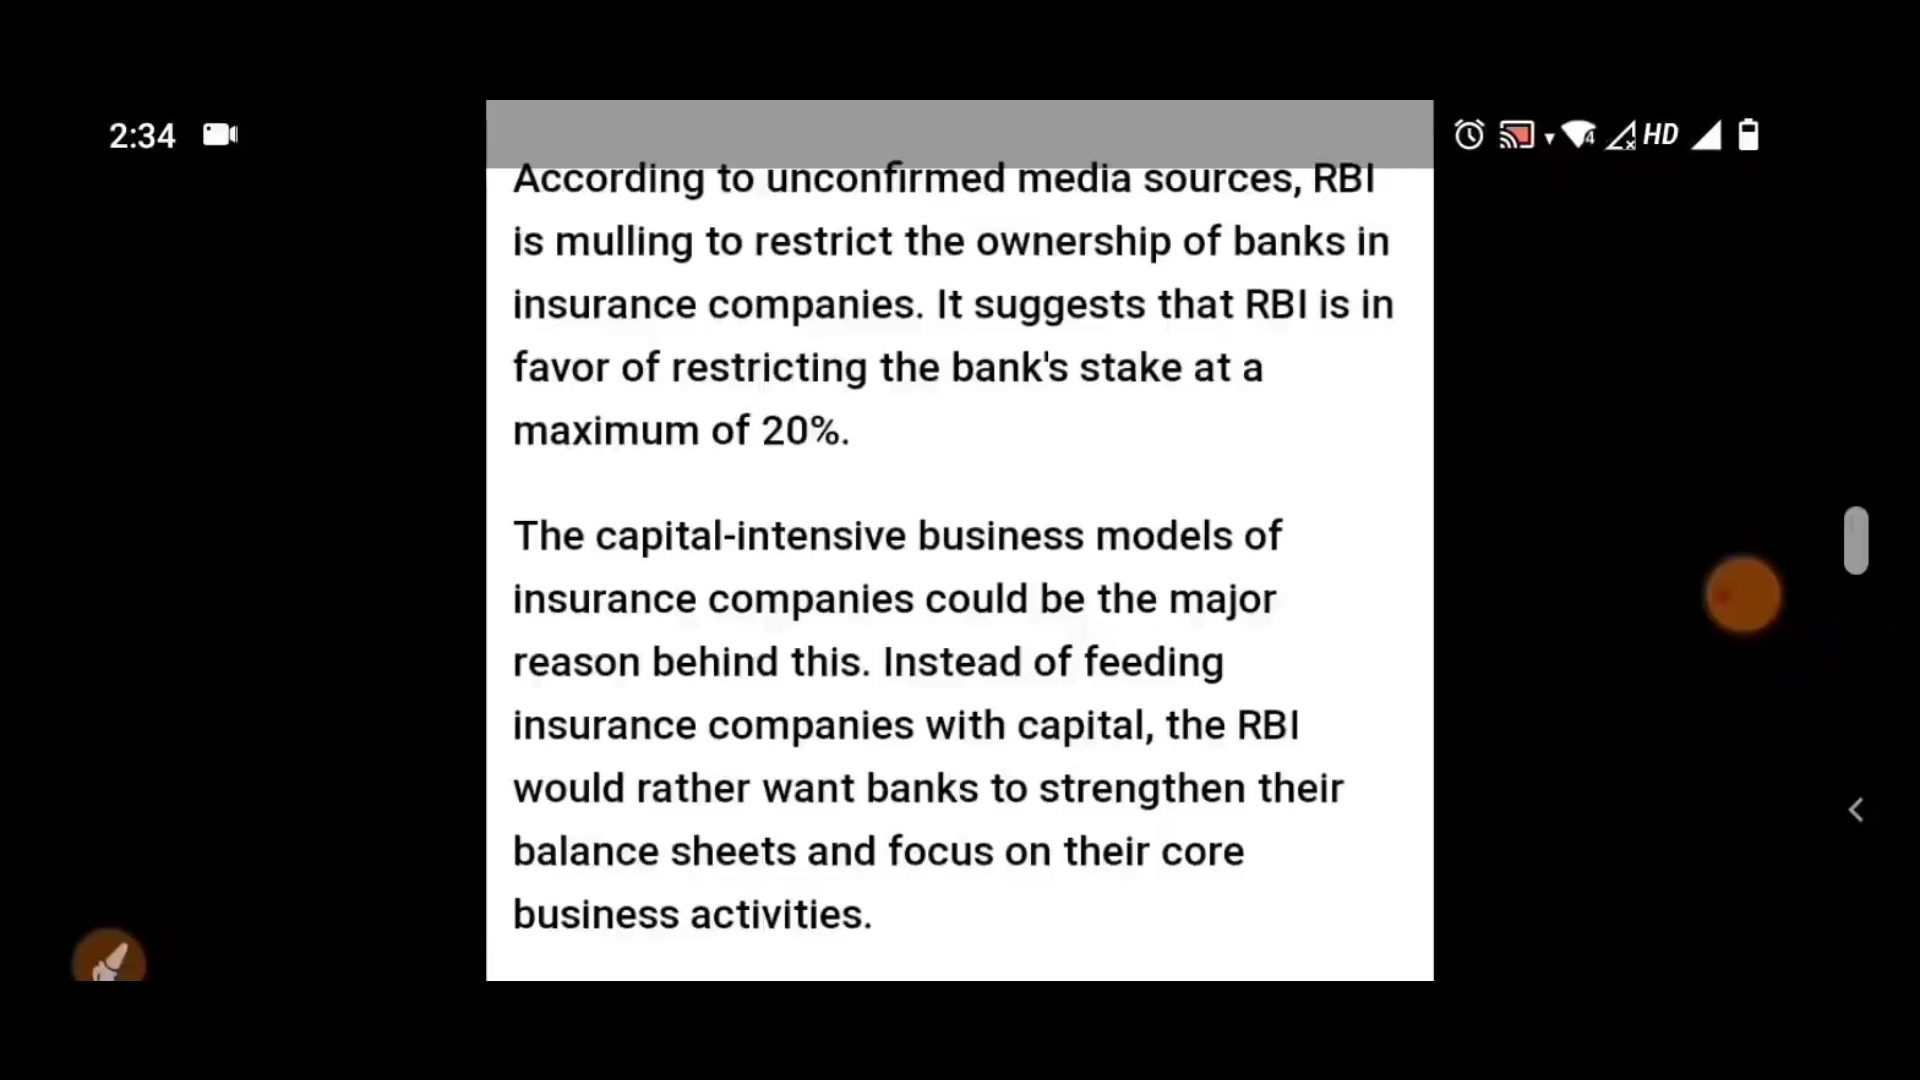 2:34
HD
4
According to unconfirmed media sources, RBI
is mulling to restrict the ownership of banks in
insurance companies. It suggests that RBI is in
favor of restricting the bank's stake at a
maximum of 20%.
The capital-intensive business models of
insurance companies could be the major
reason behind this. Instead of feeding
insurance companies with capital, the RBI
would rather want banks to strengthen their
balance sheets and focus on their core
business activities.